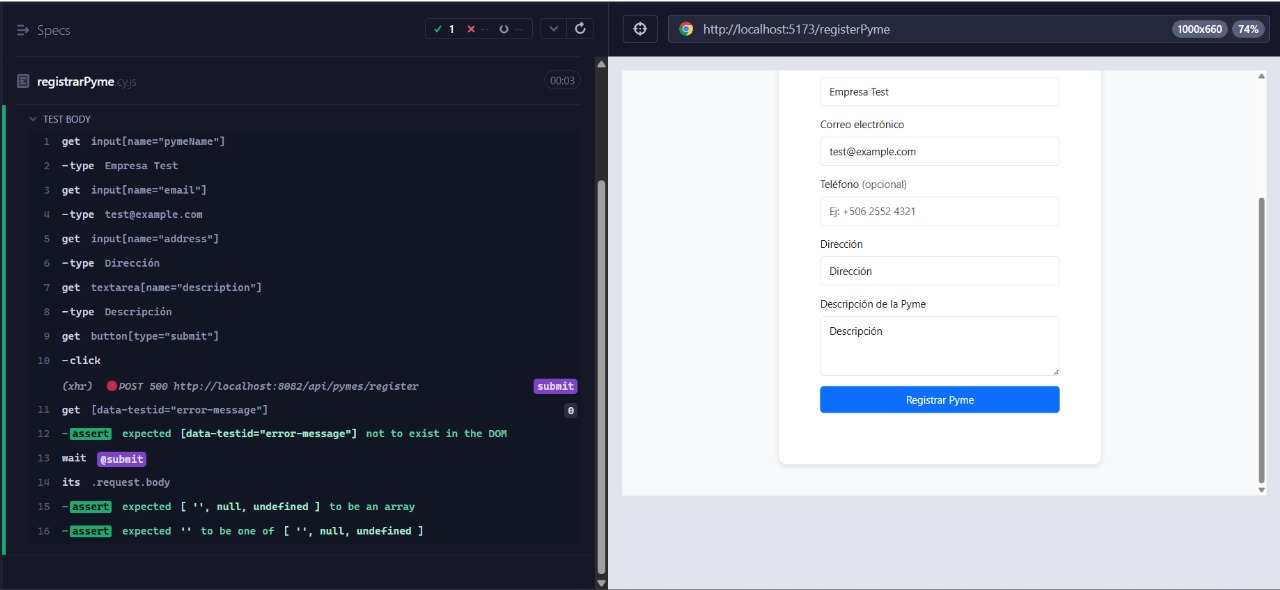 Specs
1 -- --
registrarPyme.cy.js
00:03
TEST BODY
1 get input[name="pymeName"]
2 -type Empresa Test
3 get input[name="email"]
4 -type test@example.com
5 get input[name="address"]
6 -type Dirección
7 get textarea[name="description"]
8 -type Descripción
9 get button[type="submit"]
10 -click
(xhr) POST 500 http://localhost:8082/api/pymes/register submit
11 get [data-testid="error-message"] 0
12 -assert expected [data-testid="error-message"] not to exist in the DOM
13 wait @submit
14 its .request.body
15 -assert expected [ '', null, undefined ] to be an array
16 -assert expected '' to be one of [ '', null, undefined ]
http://localhost:5173/registerPyme
1000x660 74%
Empresa Test
Correo electrónico
test@example.com
Teléfono (opcional)
Ej: +506 2552 4321
Dirección
Dirección
Descripción de la Pyme
Descripción
Registrar Pyme